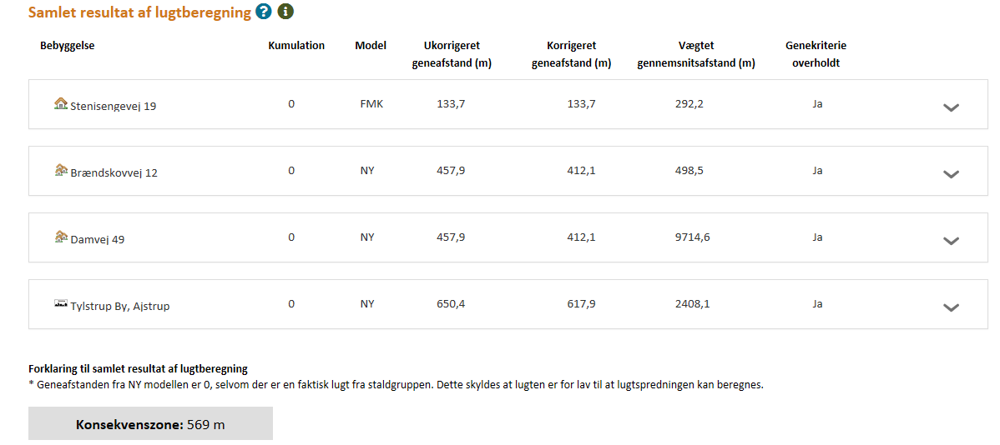 Samlet resultat af lugtberegning ? i
Bebyggelse Kumulation Model Ukorrigeret geneafstand (m) Korrigeret geneafstand (m) Vægtet gennemsnitsafstand (m) Genekriterie overholdt
Stenisengevej 19 0 FMK 133,7 133,7 292,2 Ja
Brændskovvej 12 0 NY 457,9 412,1 498,5 Ja
Damvej 49 0 NY 457,9 412,1 9714,6 Ja
Tylstrup By, Ajstrup 0 NY 650,4 617,9 2408,1 Ja
Forklaring til samlet resultat af lugtberegning
* Geneafstanden fra NY modellen er 0, selvom der er en faktisk lugt fra staldgruppen. Dette skyldes at lugten er for lav til at lugtspredningen kan beregnes.
Konsekvenszone: 569 m